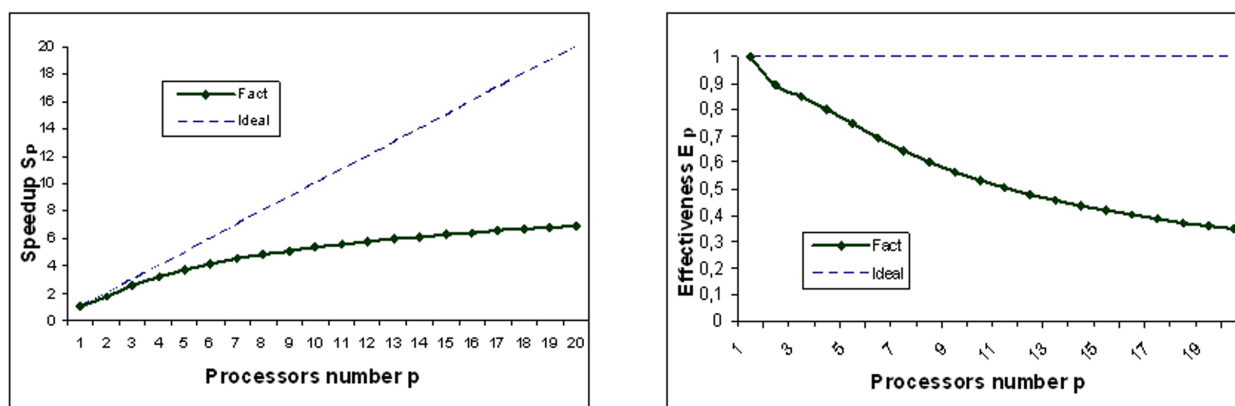 20
18
16
14
12
10
8
6
4
2
0
Speedup Sp
Fact
Ideal
1 2 3 4 5 6 7 8 9 10 11 12 13 14 15 16 17 18 19 20
Processors number p
1
0,9
0,8
0,7
0,6
0,5
0,4
0,3
0,2
0,1
0
Effectiveness E p
Fact
Ideal
1 3 5 7 9 11 13 15 17 19
Processors number p